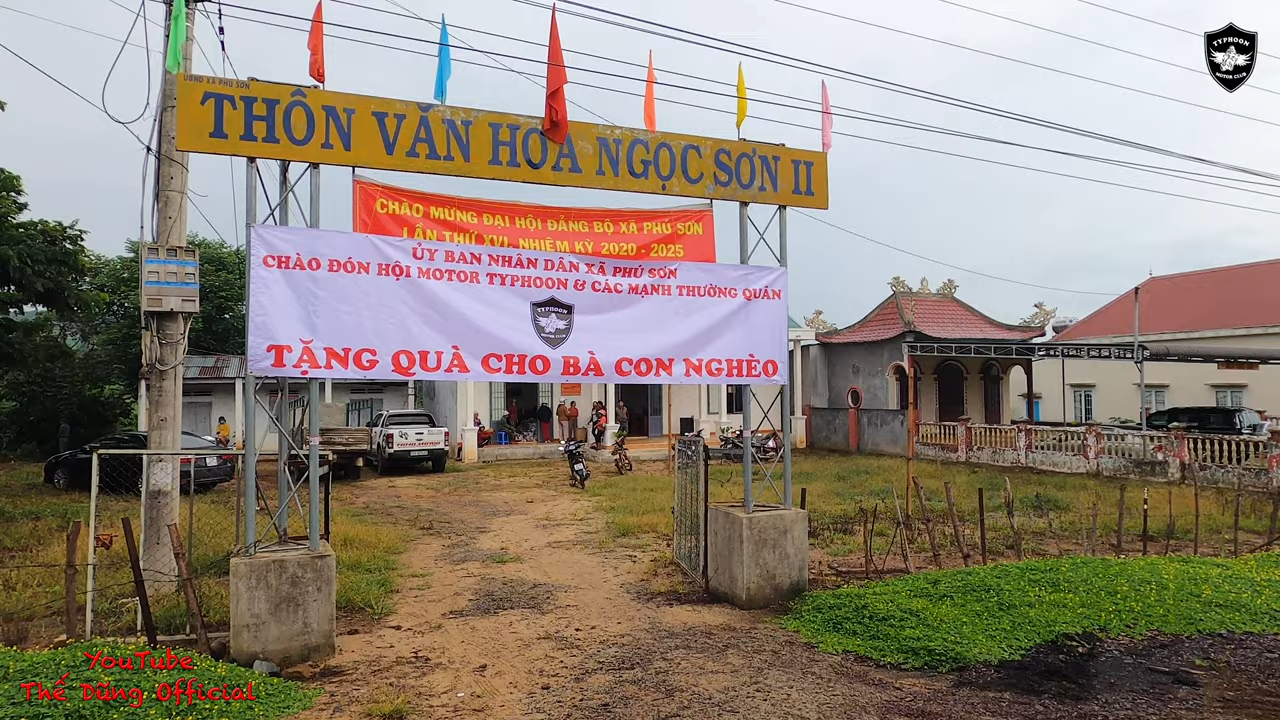 TYPHOON
MOTOR CLUB
UBND XÃ PHÚ SƠN
THÔN VĂN HOÁ NGỌC SƠN II
CHÀO MỪNG ĐẠI HỘI ĐẢNG BỘ XÃ PHÚ SƠN
LẦN THỨ XVI, NHIỆM KỲ 2020 - 2025
ỦY BAN NHÂN DÂN XÃ PHÚ SƠN
CHÀO ĐÓN HỘI MOTOR TYPHOON & CÁC MẠNH THƯỜNG QUÂN
TYPHOON
TẶNG QUÀ CHO BÀ CON NGHÈO
YouTube
Thế Dũng Official